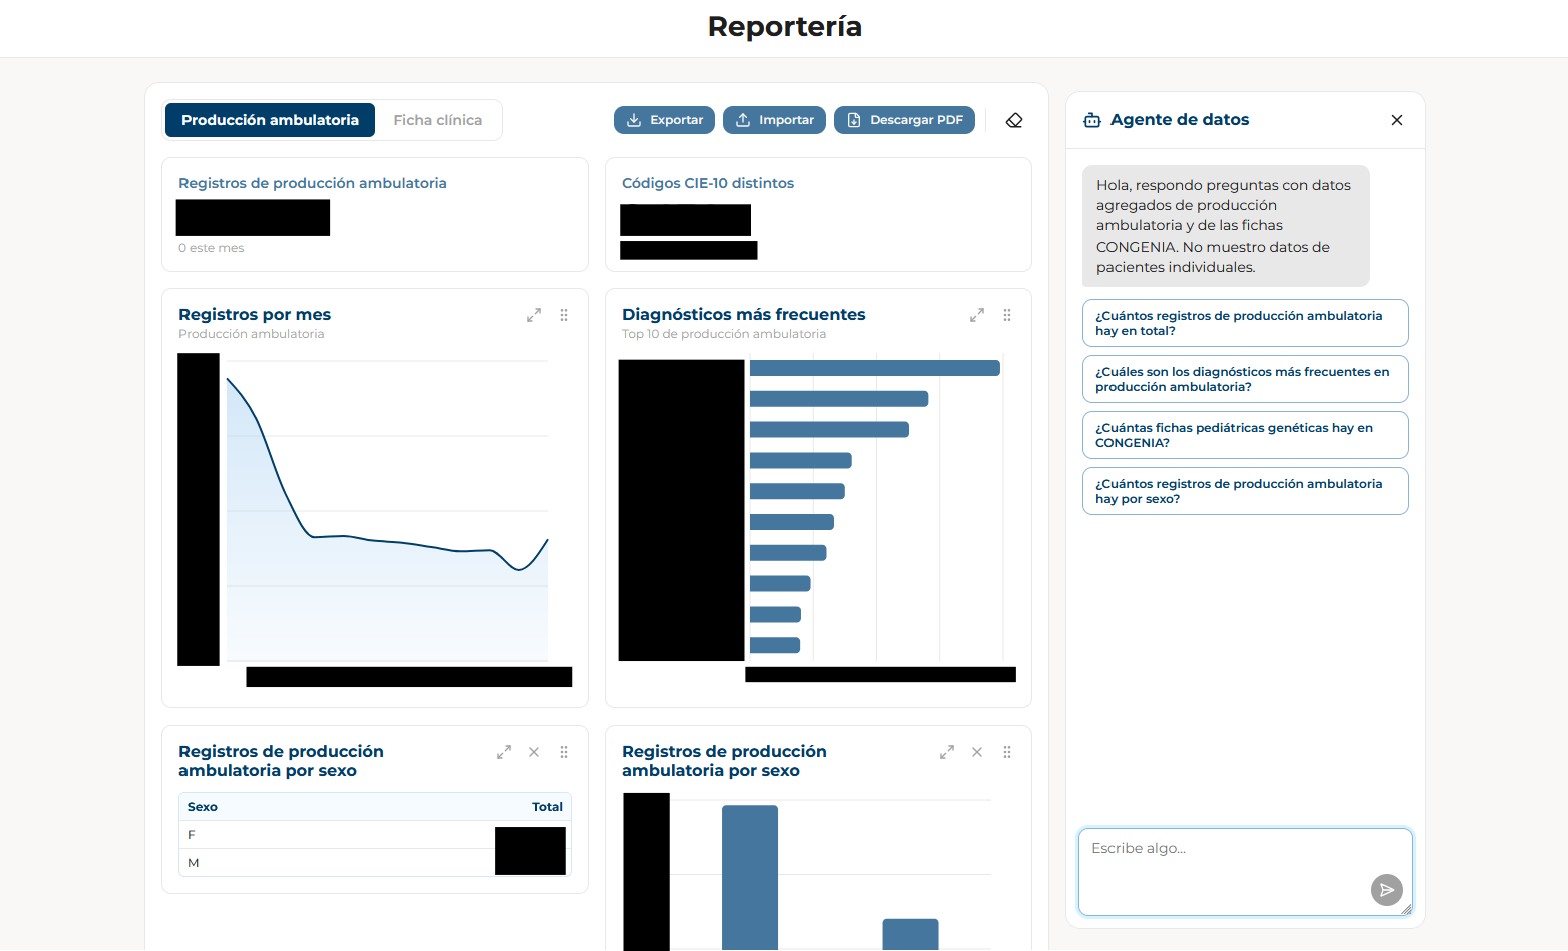 Reportería
Producción ambulatoria
Ficha clínica
Exportar
Importar
Descargar PDF
Registros de producción ambulatoria
0 este mes
Códigos CIE-10 distintos
Registros por mes
Producción ambulatoria
Diagnósticos más frecuentes
Top 10 de producción ambulatoria
Registros de producción
ambulatoria por sexo
Sexo Total
F
M
Registros de producción
ambulatoria por sexo
Agente de datos
Hola, respondo preguntas con datos
agregados de producción
ambulatoria y de las fichas
CONGENIA. No muestro datos de
pacientes individuales.
¿Cuántos registros de producción ambulatoria
hay en total?
¿Cuáles son los diagnósticos más frecuentes en
producción ambulatoria?
¿Cuántas fichas pediátricas genéticas hay en
CONGENIA?
¿Cuántos registros de producción ambulatoria
hay por sexo?
Escribe algo...